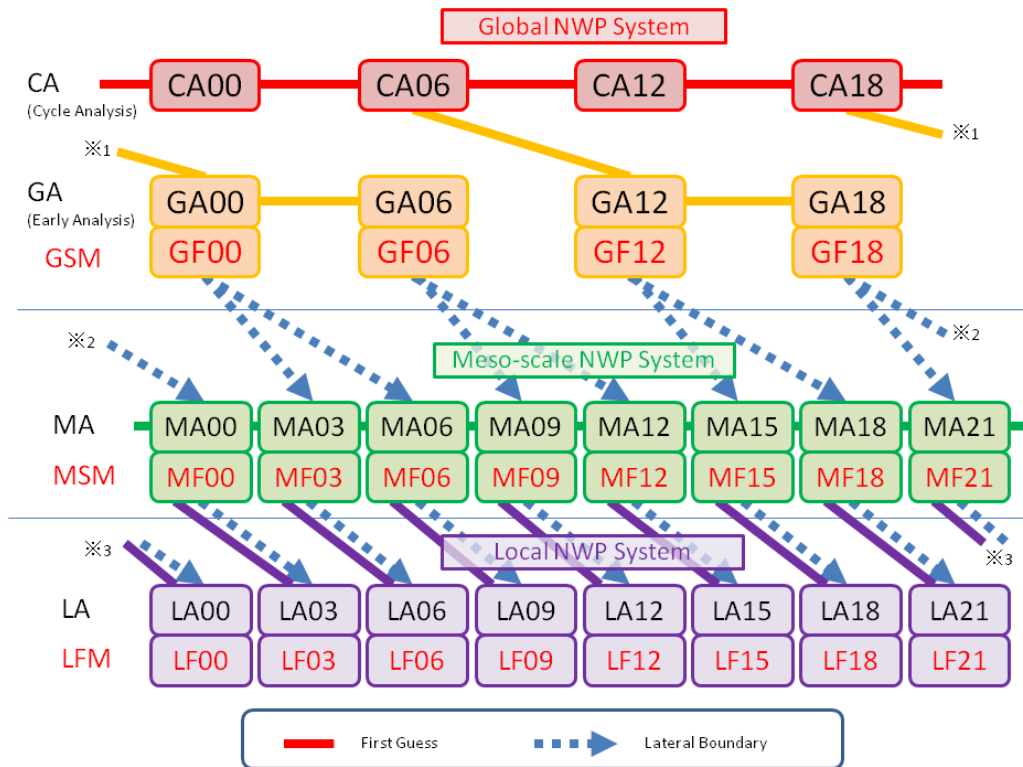 Global NWP System
CA
(Cycle Analysis)
CA00 CA06 CA12 CA18
※1
※1
GA
(Early Analysis)
GA00 GA06 GA12 GA18
GSM
GF00 GF06 GF12 GF18
※2
※2
Meso-scale NWP System
MA
MA00 MA03 MA06 MA09 MA12 MA15 MA18 MA21
MSM
MF00 MF03 MF06 MF09 MF12 MF15 MF18 MF21
※3
Local NWP System
※3
LA
LA00 LA03 LA06 LA09 LA12 LA15 LA18 LA21
LFM
LF00 LF03 LF06 LF09 LF12 LF15 LF18 LF21
First Guess
Lateral Boundary